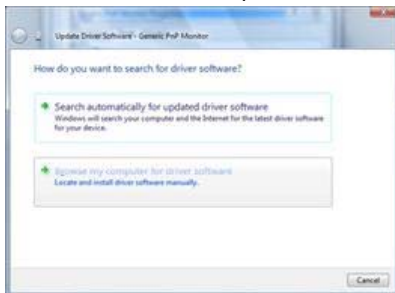 Update Driver Software - Generic PnP Monitor
How do you want to search for driver software?
Search automatically for updated driver software
Windows will search your computer and the Internet for the latest driver software
for your device.
Browse my computer for driver software
Locate and install driver software manually.
Cancel